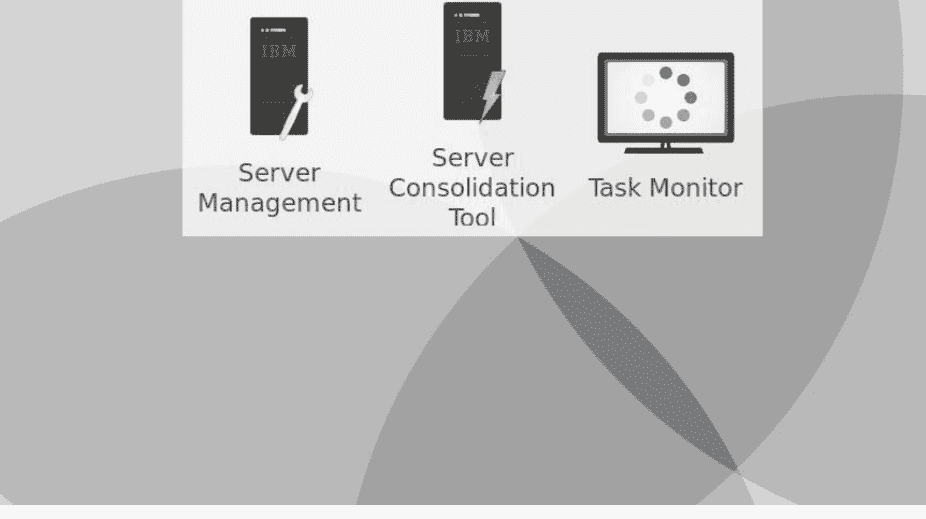 IBM
IBM
Server
Management
Server
Consolidation
Tool
Task Monitor